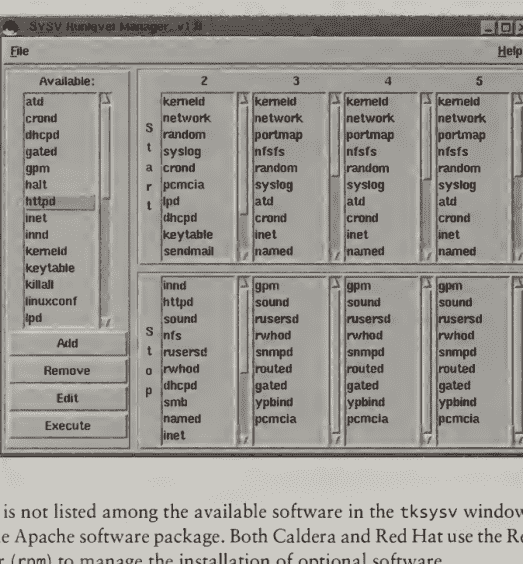 SYSV Runlevel Manager, v1.
File Help
Available: 2 3 4 5
atd
crond
dhcpd
gated
gpm
halt
httpd
inet
innd
kerneld
keytable
killall
linuxconf
lpd
Add
Remove
Edit
Execute
Start
kerneld
network
random
syslog
crond
pcmcia
lpd
dhcpd
keytable
sendmail
kerneld
network
portmap
nfsfs
random
syslog
atd
crond
inet
named
kerneld
network
portmap
nfsfs
random
syslog
atd
crond
inet
named
kerneld
network
portmap
nfsfs
random
syslog
atd
crond
inet
named
Stop
innd
httpd
sound
nfs
rusersd
rwhod
dhcpd
smb
named
inet
gpm
sound
rusersd
rwhod
snmpd
routed
gated
ypbind
pcmcia
gpm
sound
rusersd
rwhod
snmpd
routed
gated
ypbind
pcmcia
gpm
sound
rusersd
rwhod
snmpd
routed
gated
ypbind
pcmcia
is not listed among the available software in the tksysv window
e Apache software package. Both Caldera and Red Hat use the Re
r (rpm) to manage the installation of optional software.